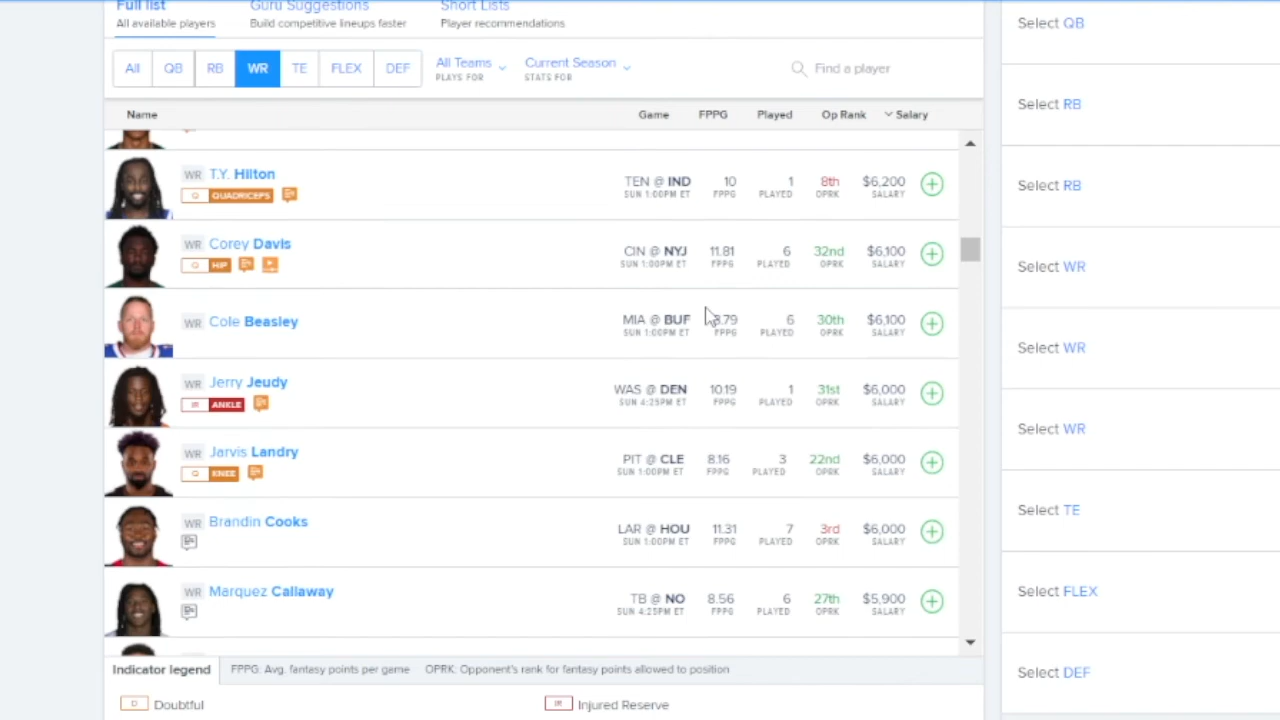 Full list Guru Suggestions Short Lists
All available players Build competitive lineups faster Player recommendations
All QB RB WR TE FLEX DEF All Teams Current Season Find a player
PLAYS FOR STATS FOR
Name Game FPPG Played Op Rank Salary
WR T.Y. Hilton TEN @ IND 10 1 8th $6,200
Q QUADRICEPS SUN 1:00PM ET FPPG PLAYED OPRK SALARY
WR Corey Davis CIN @ NYJ 11.81 6 32nd $6,100
Q HIP SUN 1:00PM ET FPPG PLAYED OPRK SALARY
WR Cole Beasley MIA @ BUF .79 6 30th $6,100
SUN 1:00PM ET FPPG PLAYED OPRK SALARY
WR Jerry Jeudy WAS @ DEN 10.19 1 31st $6,000
IR ANKLE SUN 4:25PM ET FPPG PLAYED OPRK SALARY
WR Jarvis Landry PIT @ CLE 8.16 3 22nd $6,000
Q KNEE SUN 1:00PM ET FPPG PLAYED OPRK SALARY
WR Brandin Cooks LAR @ HOU 11.31 7 3rd $6,000
SUN 1:00PM ET FPPG PLAYED OPRK SALARY
WR Marquez Callaway TB @ NO 8.56 6 27th $5,900
SUN 4:25PM ET FPPG PLAYED OPRK SALARY
Indicator legend FPPG: Avg. fantasy points per game OPRK: Opponent's rank for fantasy points allowed to position
D Doubtful IR Injured Reserve
Select QB
Select RB
Select RB
Select WR
Select WR
Select WR
Select TE
Select FLEX
Select DEF